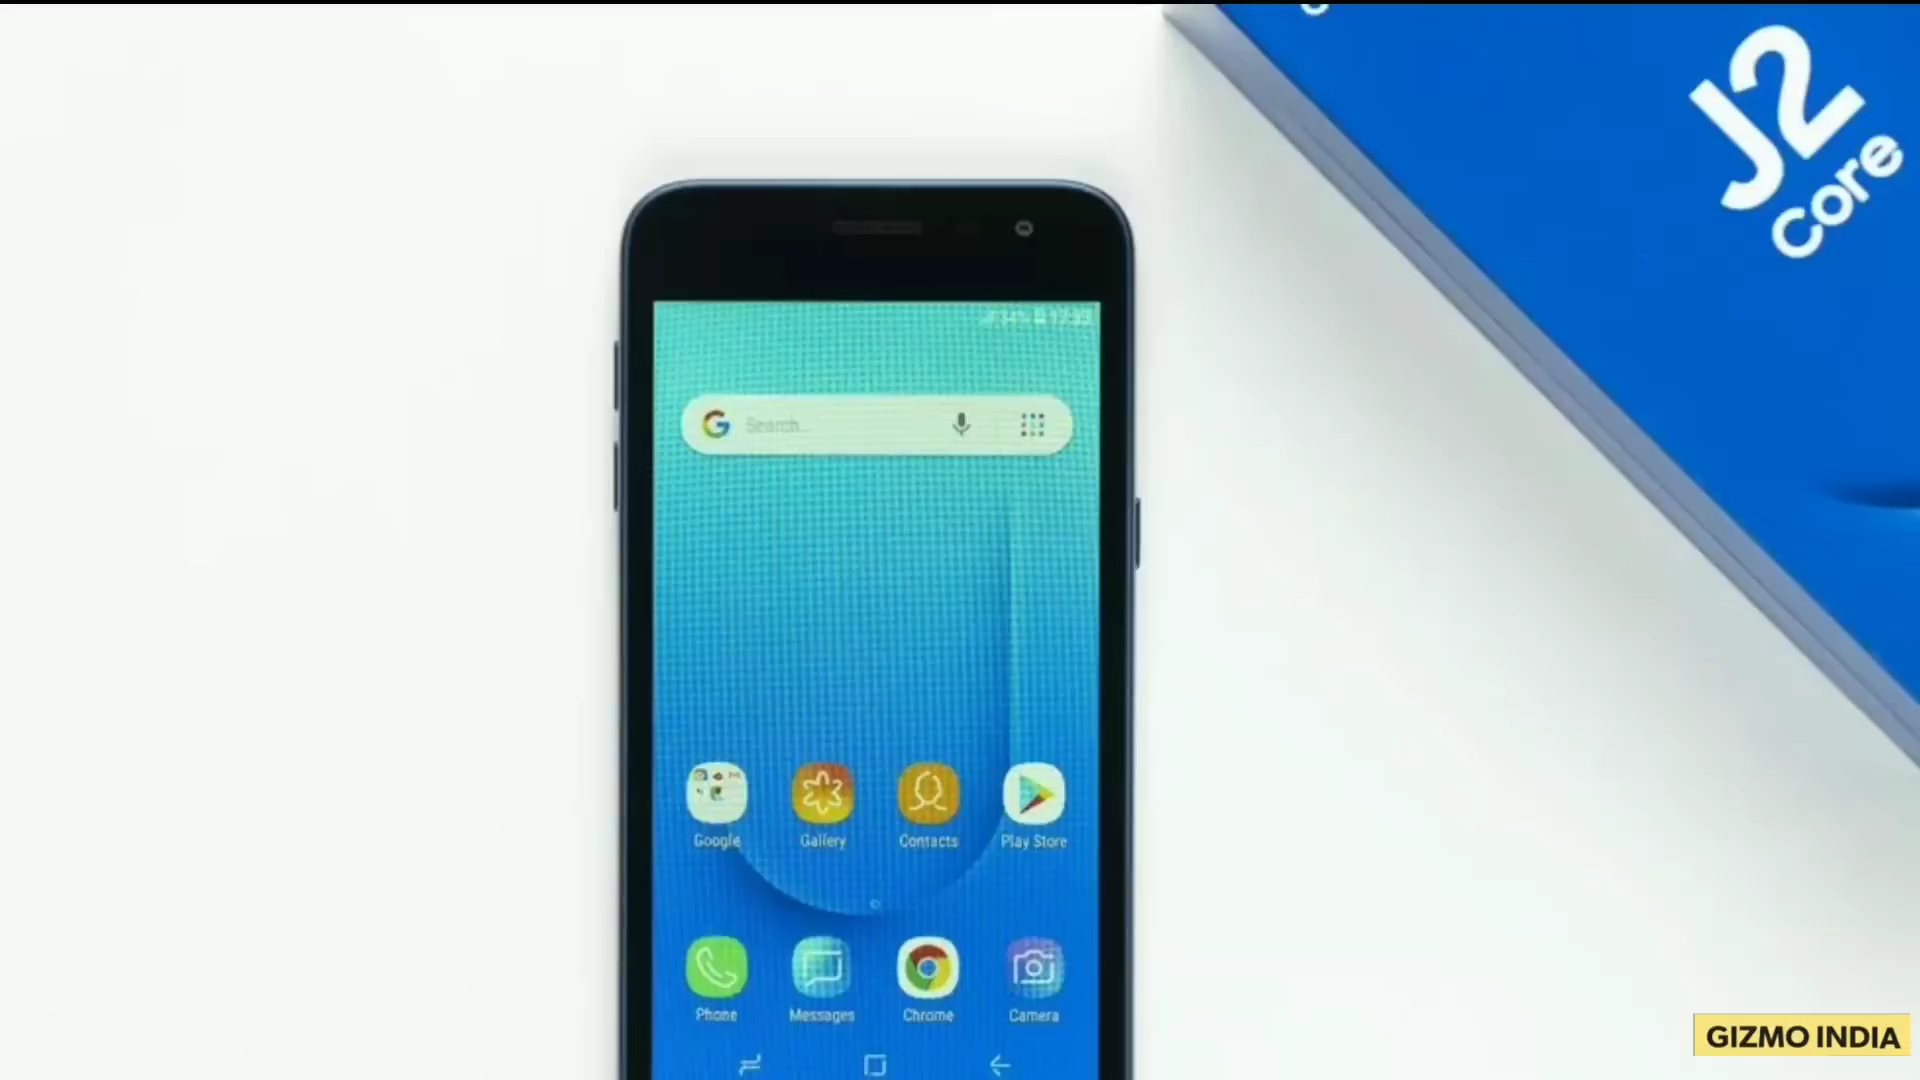 J2
Core
Search...
Google
Gallery
Contacts
Play Store
Phone
Messages
Chrome
Camera
GIZMO INDIA